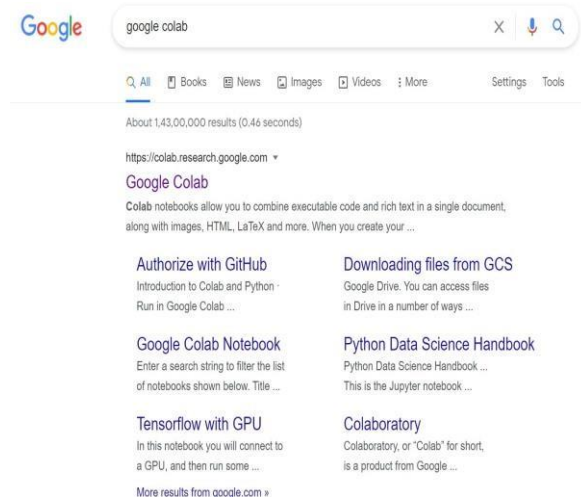 Google
google colab
All Books News Images Videos More Settings Tools
About 1,43,00,000 results (0.46 seconds)
https://colab.research.google.com
Google Colab
Colab notebooks allow you to combine executable code and rich text in a single document,
along with images, HTML, LaTeX and more. When you create your ...
Authorize with GitHub
Introduction to Colab and Python ·
Run in Google Colab ...
Downloading files from GCS
Google Drive. You can access files
in Drive in a number of ways ...
Google Colab Notebook
Enter a search string to filter the list
of notebooks shown below. Title ...
Python Data Science Handbook
Python Data Science Handbook ...
This is the Jupyter notebook ...
Tensorflow with GPU
In this notebook you will connect to
a GPU, and then run some ...
Colaboratory
Colaboratory, or “Colab” for short,
is a product from Google ...
More results from google.com »